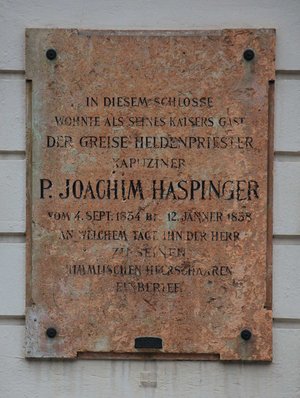 IN DIESEM SCHLOSSE
WOHNTE ALS SEINES KAISERS GAST
DER GREISE HELDENPRIESTER
KAPUZINER
P. JOACHIM HASPINGER
VOM 4. SEPT. 1854 BIS 12. JÄNNER 1858
AN WELCHEM TAGE IHN DER HERR
ZU SEINEN
HIMMLISCHEN HEERSCHAAREN
EINBERIEF.